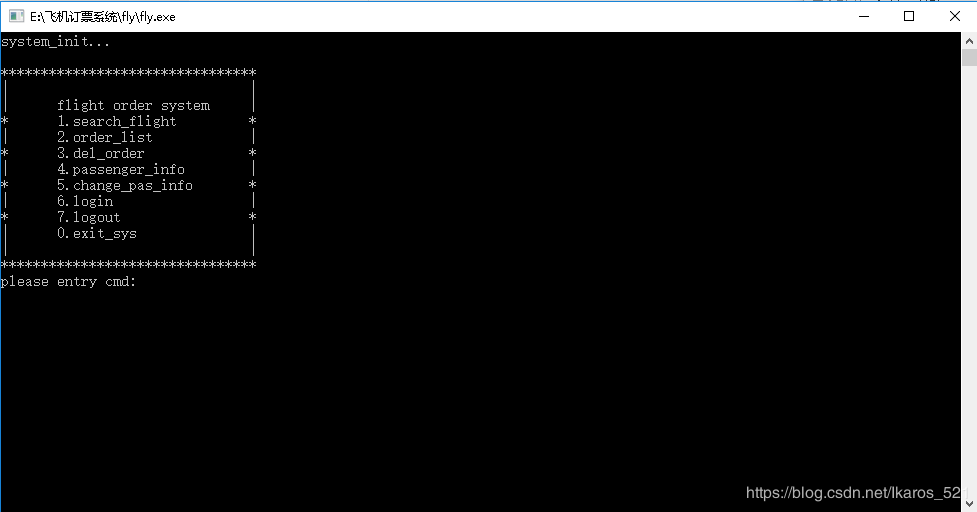 E:\飞机订票系统\fly\fly.exe
system_init...
********************************
|                              |
|      flight order system     |
*      1.search_flight         *
|      2.order_list            |
*      3.del_order             *
|      4.passenger_info        |
*      5.change_pas_info       *
|      6.login                 |
*      7.logout                *
|      0.exit_sys              |
|                              |
********************************
please entry cmd:
https://blog.csdn.net/Ikaros_52